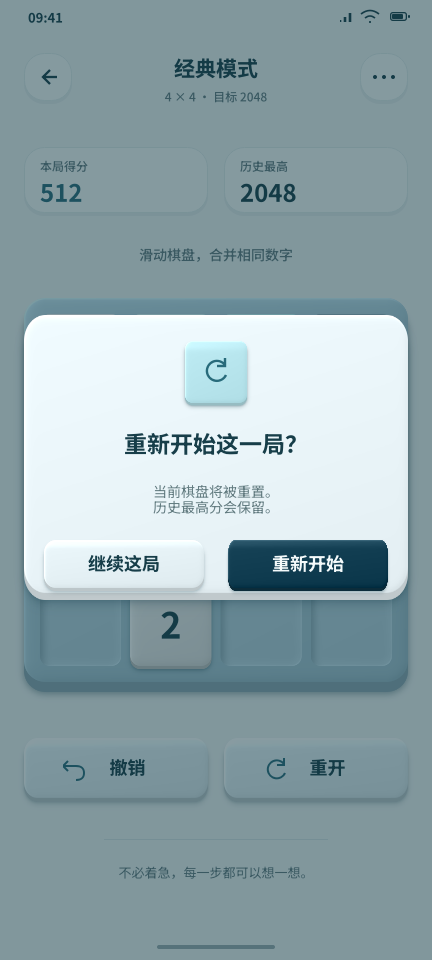 09:41
经典模式
4 × 4 · 目标 2048
本局得分
历史最高
512
2048
滑动棋盘，合并相同数字
重新开始这一局?
当前棋盘将被重置。
历史最高分会保留。
继续这局
重新开始
2
撤销
重开
不必着急，每一步都可以想一想。